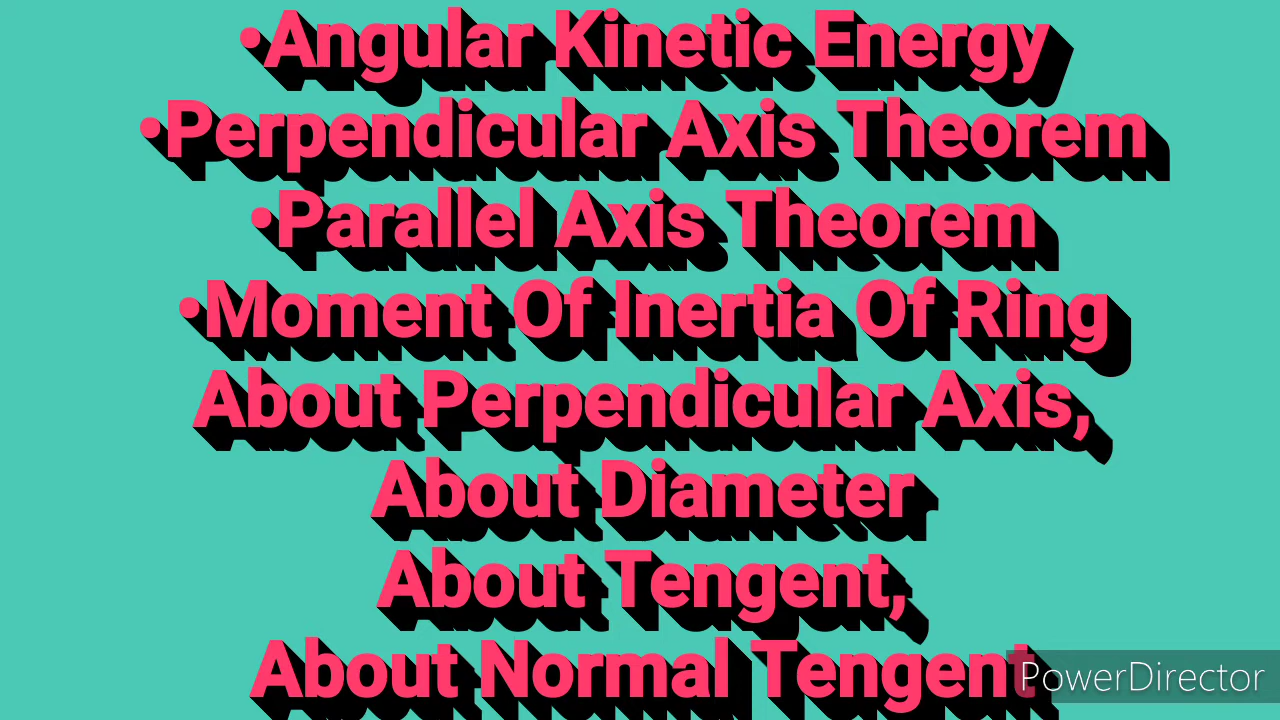 •Angular Kinetic Energy
•Perpendicular Axis Theorem
•Parallel Axis Theorem
•Moment Of Inertia Of Ring
About Perpendicular Axis,
About Diameter
About Tengent,
About Normal Tengent
PowerDirector